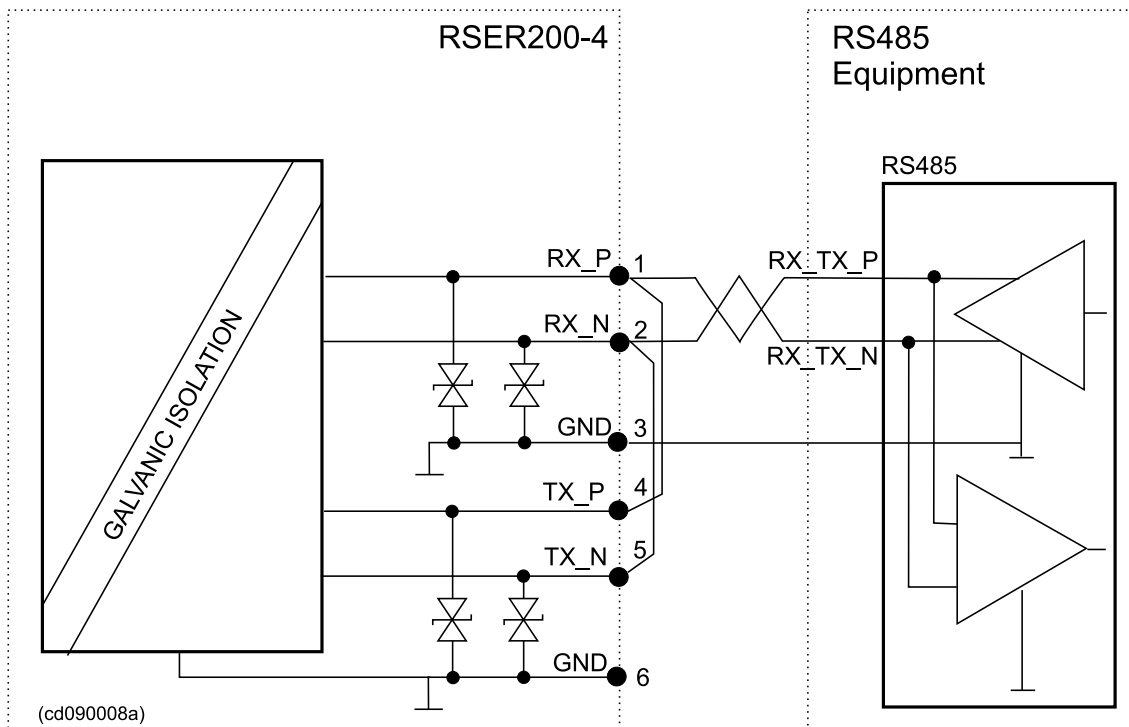 RSER200-4
RS485
Equipment
RS485
GALVANIC ISOLATION
RX_P
1
RX_TX_P
RX_N
2
RX_TX_N
GND
3
TX_P
4
TX_N
5
GND
6
(cd090008a)